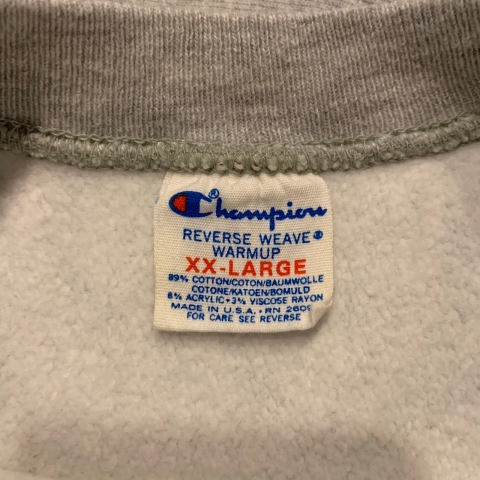 Champion®
REVERSE WEAVE®
WARMUP
XX-LARGE
89% COTTON/COTON/BAUMWOLLE
COTONE/KATOEN/BOMULD
8% ACRYLIC•3% VISCOSE RAYON
MADE IN U.S.A. • RN 2609
FOR CARE SEE REVERSE